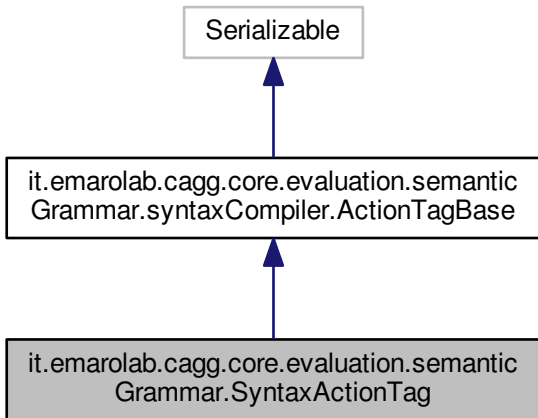 Serializable
it.emarolab.cagg.core.evaluation.semantic
Grammar.syntaxCompiler.ActionTagBase
it.emarolab.cagg.core.evaluation.semantic
Grammar.SyntaxActionTag